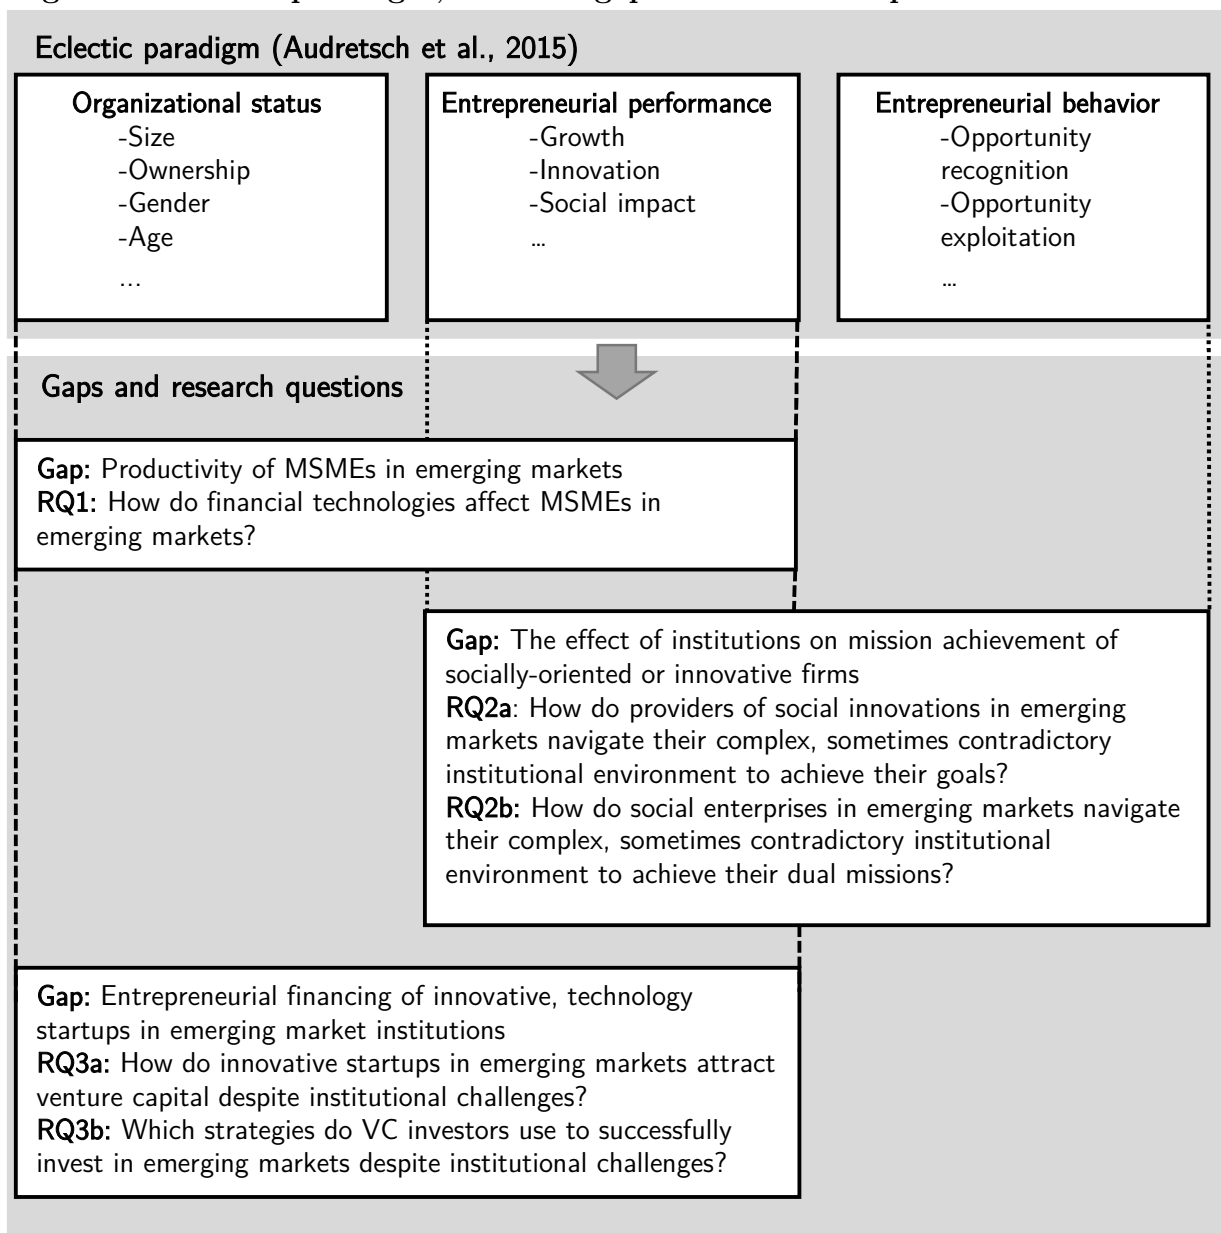 Eclectic paradigm (Audretsch et al., 2015)
Organizational status
-Size
-Ownership
-Gender
-Age
...
Entrepreneurial performance
-Growth
-Innovation
-Social impact
...
Entrepreneurial behavior
-Opportunity
recognition
-Opportunity
exploitation
...
Gaps and research questions
Gap: Productivity of MSMEs in emerging markets
RQ1: How do financial technologies affect MSMEs in
emerging markets?
Gap: The effect of institutions on mission achievement of
socially-oriented or innovative firms
RQ2a: How do providers of social innovations in emerging
markets navigate their complex, sometimes contradictory
institutional environment to achieve their goals?
RQ2b: How do social enterprises in emerging markets navigate
their complex, sometimes contradictory institutional
environment to achieve their dual missions?
Gap: Entrepreneurial financing of innovative, technology
startups in emerging market institutions
RQ3a: How do innovative startups in emerging markets attract
venture capital despite institutional challenges?
RQ3b: Which strategies do VC investors use to successfully
invest in emerging markets despite institutional challenges?